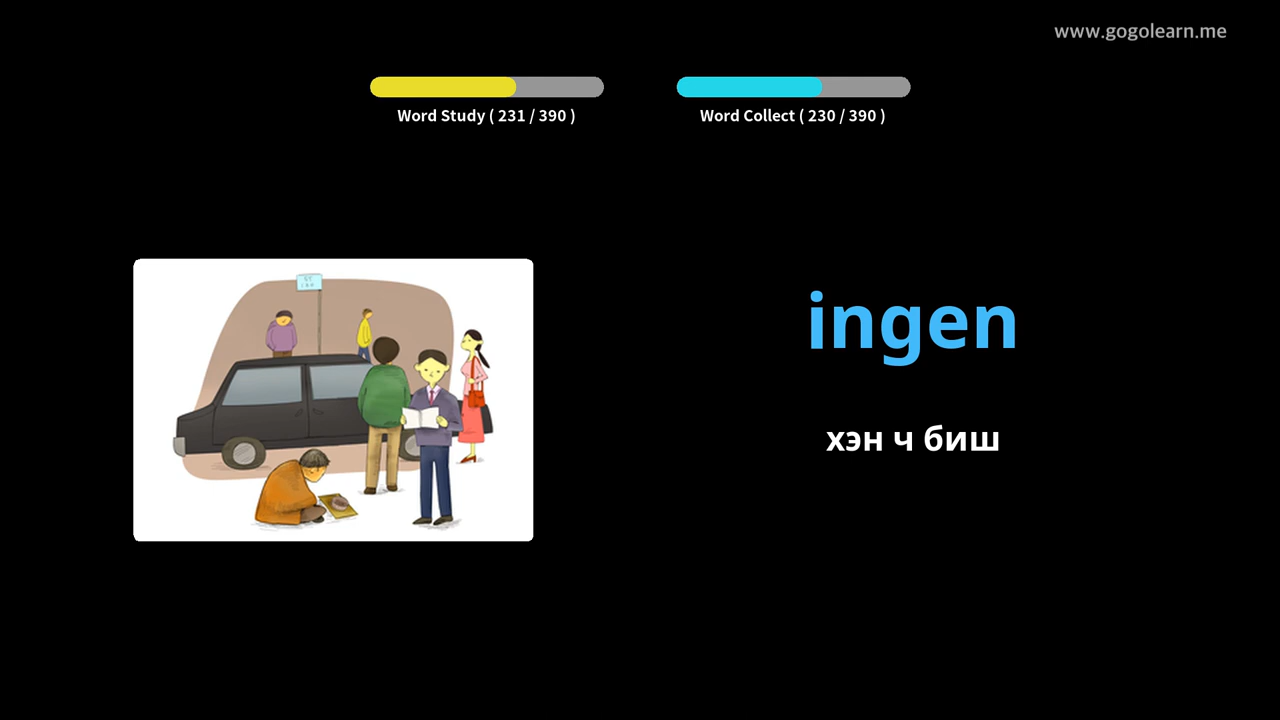 www.gogolearn.me
Word Study ( 231 / 390 )
Word Collect ( 230 / 390 )
ingen
хэн ч биш